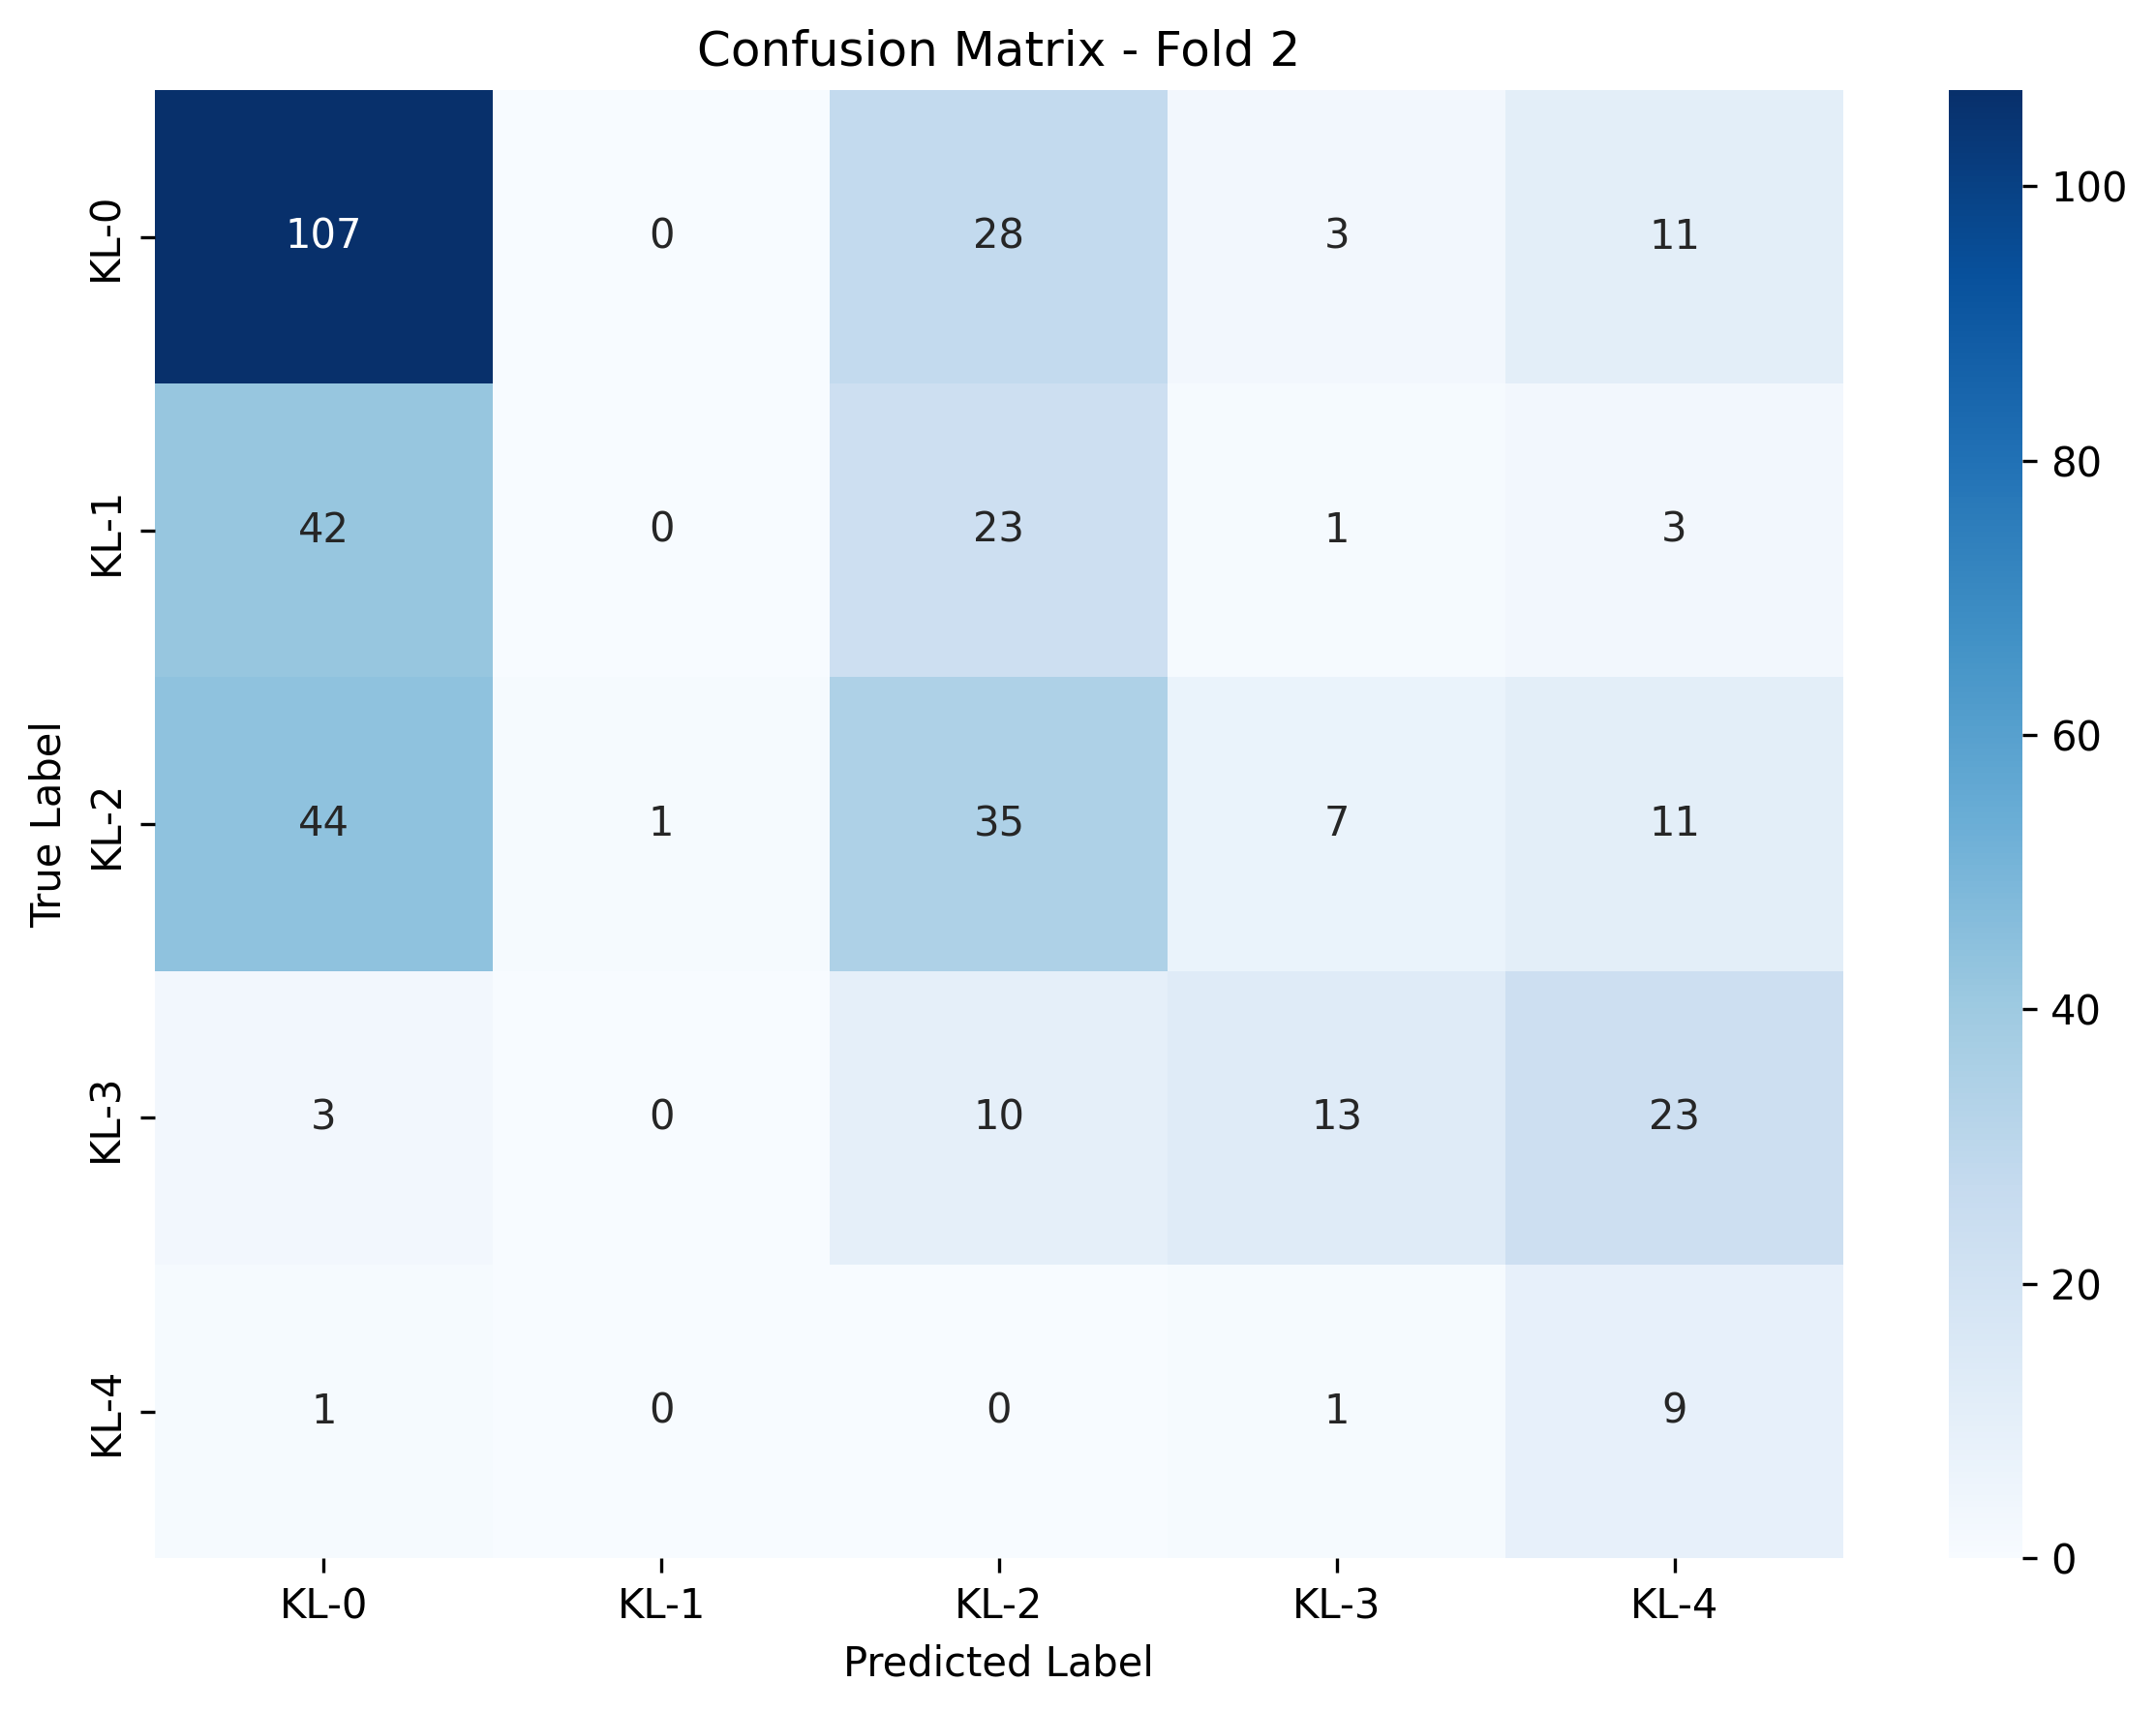 Confusion Matrix - Fold 2
True Label
KL-0 107 0 28 3 11
KL-1 42 0 23 1 3
KL-2 44 1 35 7 11
KL-3 3 0 10 13 23
KL-4 1 0 0 1 9
KL-0 KL-1 KL-2 KL-3 KL-4
Predicted Label
100
80
60
40
20
0